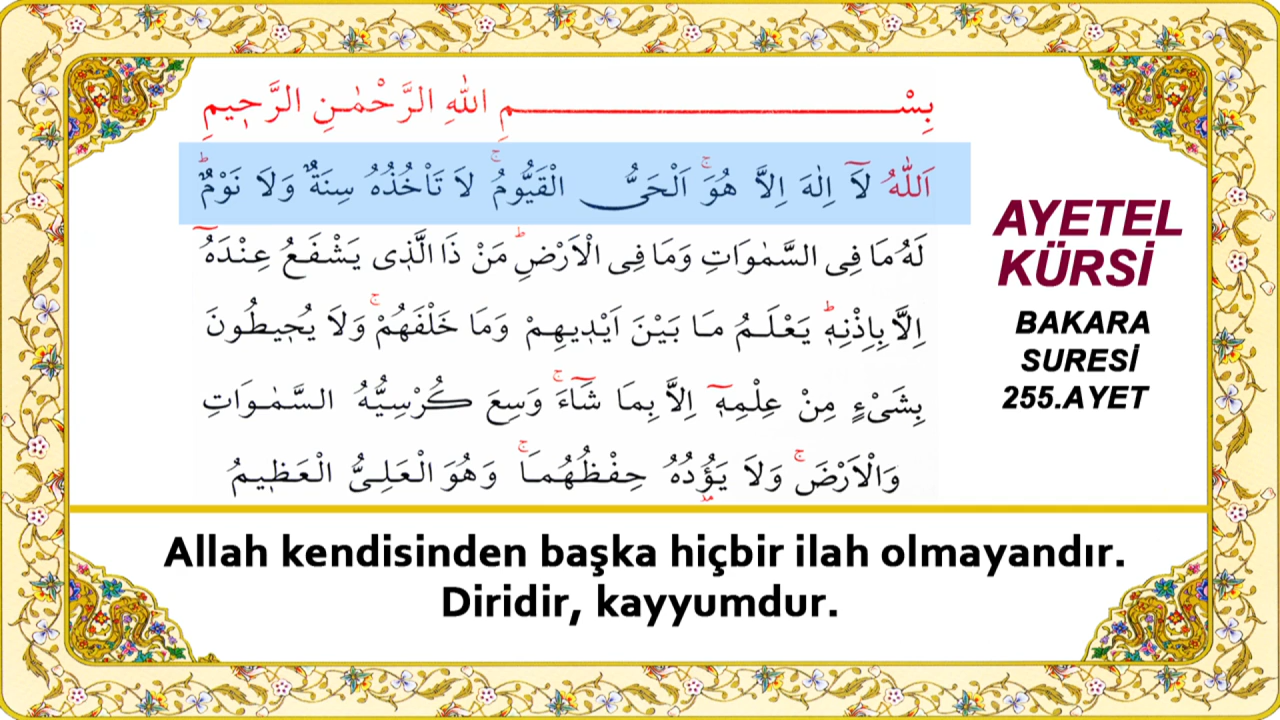 بِسْمِ اللهِ الرَّحْمٰنِ الرَّح۪يمِ
اَللّٰهُ لَٓا اِلٰهَ اِلَّا هُوَۚ اَلْحَيُّ الْقَيُّومُۚ لَا تَأْخُذُهُ سِنَةٌ وَلَا نَوْمٌۜ
لَهُ مَا فِى السَّمٰوَاتِ وَمَا فِى الْاَرْضِۜ مَنْ ذَا الَّذ۪ى يَشْفَعُ عِنْدَهُٓ
اِلَّا بِاِذْنِه۪ۜ يَعْلَمُ مَا بَيْنَ اَيْد۪يهِمْ وَمَا خَلْفَهُمْۚ وَلَا يُح۪يطُونَ
بِشَىْءٍ مِنْ عِلْمِه۪ٓ اِلَّا بِمَا شَٓاءَۚ وَسِعَ كُرْسِيُّهُ السَّمٰوَاتِ
وَالْاَرْضَۚ وَلَا يَؤُ۫دُهُ حِفْظُهُمَاۚ وَهُوَ الْعَلِىُّ الْعَظ۪يمُ
AYETEL
KÜRSİ
BAKARA
SURESİ
255.AYET
Allah kendisinden başka hiçbir ilah olmayandır.
Diridir, kayyumdur.